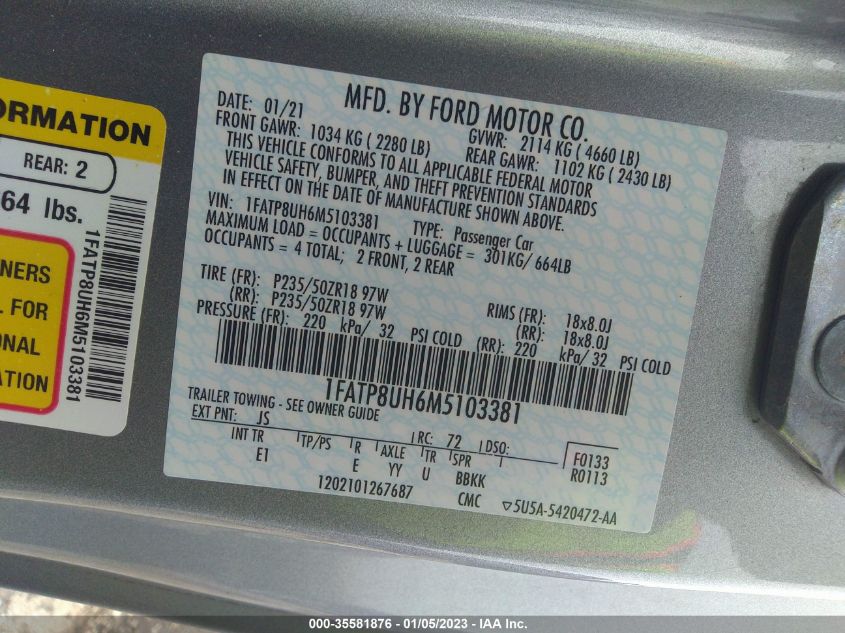 ORMATION
REAR: 2
64 lbs.
NERS
FOR
ONAL
ATION
1FATP8UH6M5103381
MFD. BY FORD MOTOR CO.
DATE: 01/21
GVWR: 2114 KG ( 4660 LB)
FRONT GAWR: 1034 KG ( 2280 LB)
REAR GAWR: 1102 KG ( 2430 LB)
THIS VEHICLE CONFORMS TO ALL APPLICABLE FEDERAL MOTOR
VEHICLE SAFETY, BUMPER, AND THEFT PREVENTION STANDARDS
IN EFFECT ON THE DATE OF MANUFACTURE SHOWN ABOVE.
VIN: 1FATP8UH6M5103381
TYPE: Passenger Car
MAXIMUM LOAD = OCCUPANTS + LUGGAGE = 301KG/ 664LB
OCCUPANTS = 4 TOTAL; 2 FRONT, 2 REAR
TIRE (FR): P235/50ZR18 97W RIMS (FR): 18x8.0J
(RR): P235/50ZR18 97W (RR): 18x8.0J
PRESSURE (FR): 220 kPa/ 32 PSI COLD (RR): 220 kPa/ 32 PSI COLD
1FATP8UH6M5103381
TRAILER TOWING - SEE OWNER GUIDE
EXT PNT: JS RC: 72 DSO: F0133
INT TR TP/PS R AXLE TR SPR R0113
E1 E YY U BBKK
1202101267687 CMC ▽5U5A-5420472-AA
000-35581876 - 01/05/2023 - IAA Inc.